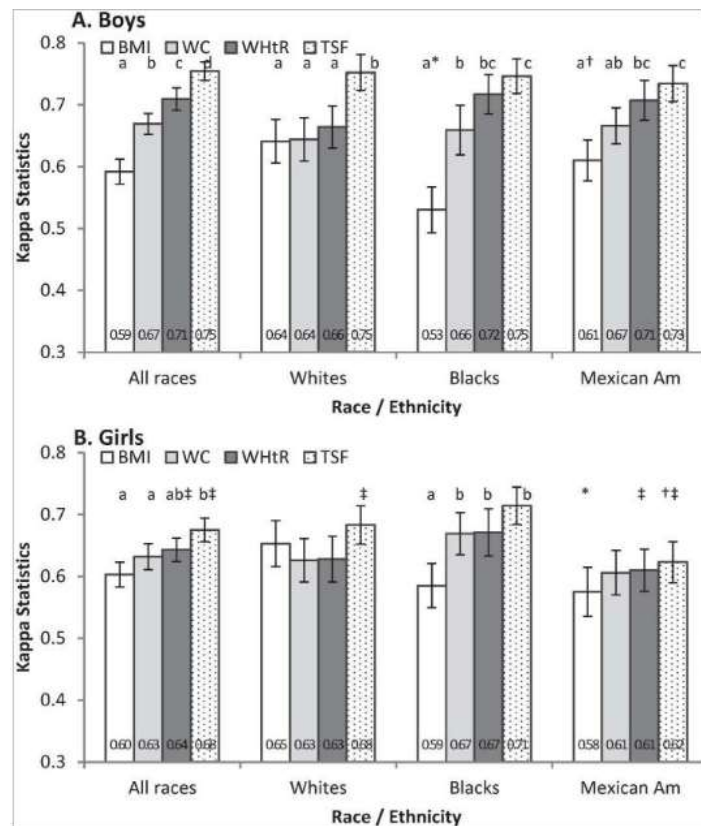 A. Boys
BMI WC WHtR TSF
a b c d a a a b a* b bc c a† ab bc c
0.8
0.7
0.6
0.5
0.4
0.3
Kappa Statistics
0.59 0.67 0.71 0.75 0.64 0.64 0.66 0.75 0.53 0.66 0.72 0.75 0.61 0.67 0.71 0.73
All races Whites Blacks Mexican Am
Race / Ethnicity
B. Girls
BMI WC WHtR TSF
a a ab‡ b‡ ‡ a b b b * ‡ †‡
0.8
0.7
0.6
0.5
0.4
0.3
Kappa Statistics
0.60 0.63 0.64 0.68 0.65 0.63 0.63 0.68 0.59 0.67 0.67 0.71 0.58 0.61 0.61 0.62
All races Whites Blacks Mexican Am
Race / Ethnicity